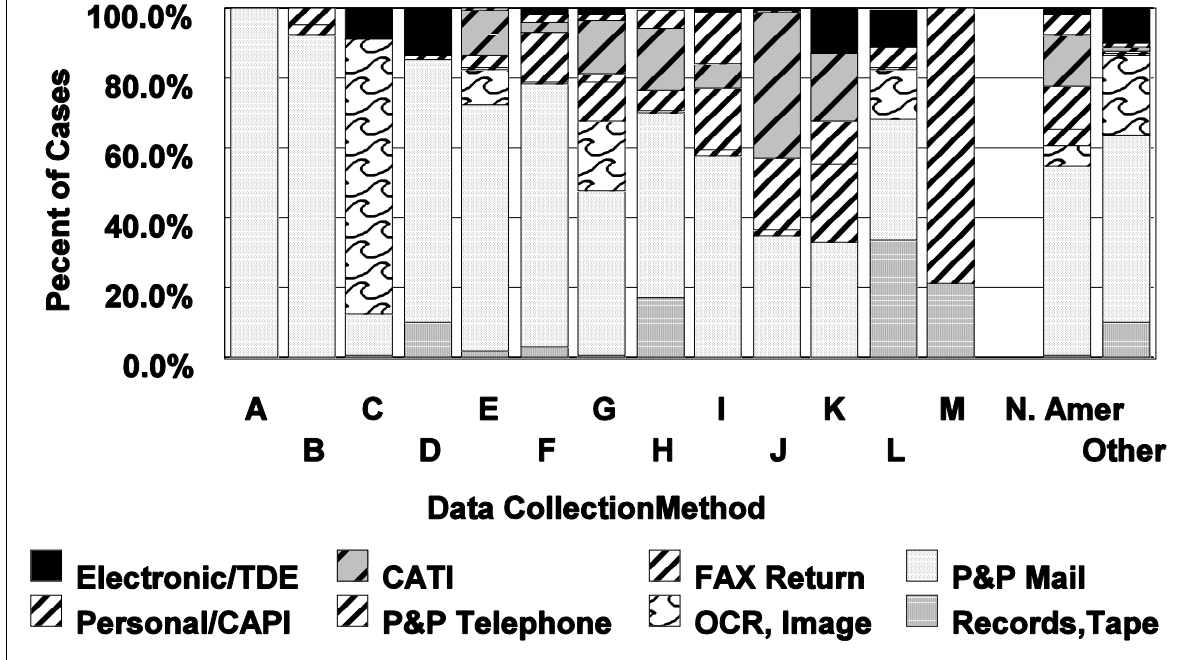 100.0%
80.0%
60.0%
40.0%
20.0%
0.0%
Pecent of Cases
A C E G I K M N. Amer
B D F H J L Other
Data CollectionMethod
Electronic/TDE CATI FAX Return P&P Mail
Personal/CAPI P&P Telephone OCR, Image Records,Tape